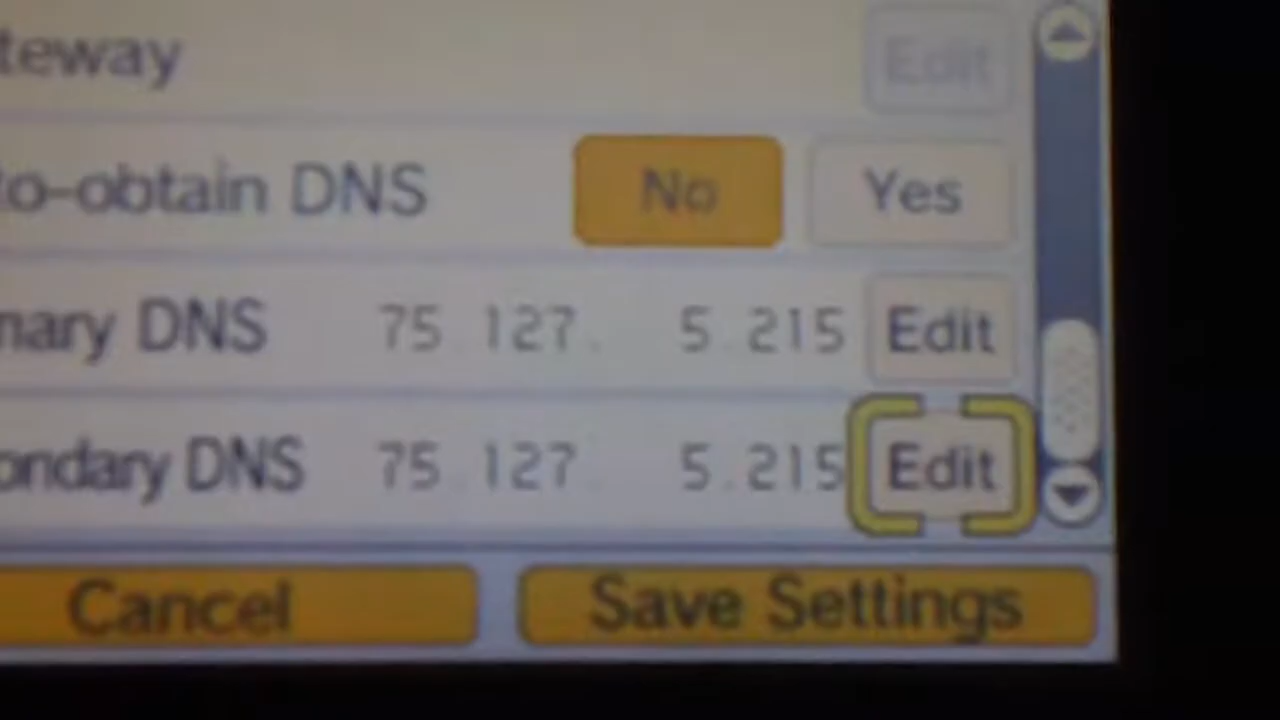 teway Edit
to-obtain DNS No Yes
mary DNS 75.127. 5.215 Edit
ondary DNS 75.127. 5.215 Edit
Cancel Save Settings